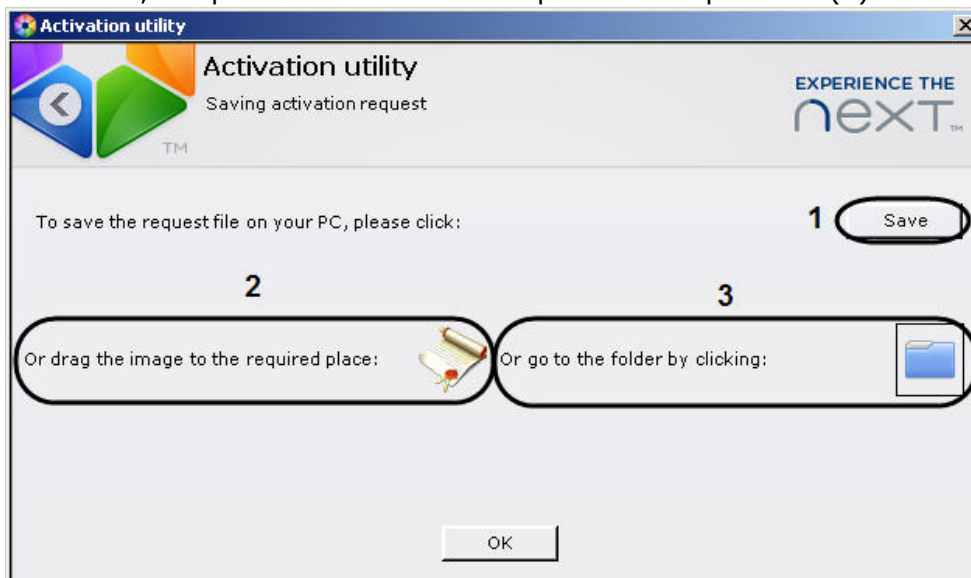 Activation utility
Activation utility
Saving activation request
EXPERIENCE THE
next™
TM
To save the request file on your PC, please click:
1
Save
2
3
Or drag the image to the required place:
Or go to the folder by clicking:
OK